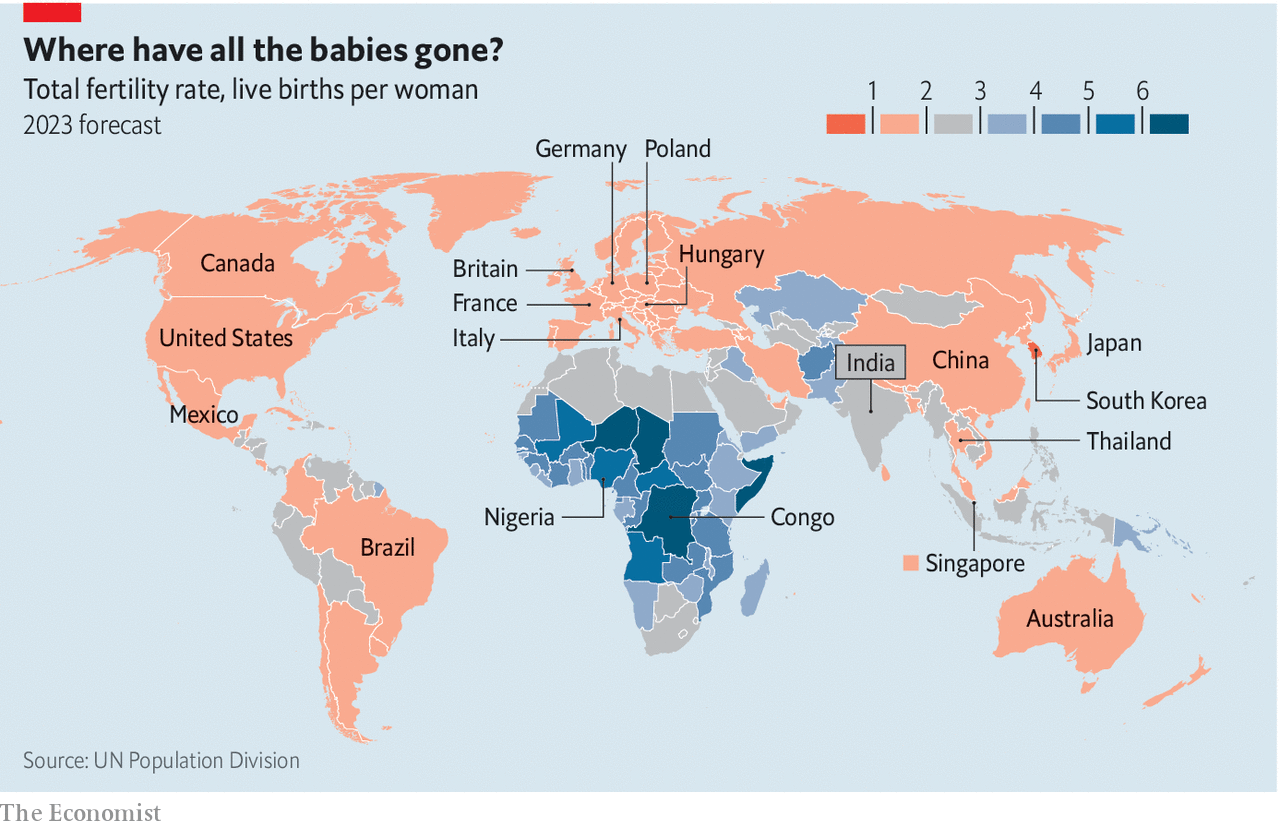 Where have all the babies gone?
Total fertility rate, live births per woman
2023 forecast
1 2 3 4 5 6
Germany Poland
Hungary
Canada
Britain
France
Italy
United States
India
China
Japan
Mexico
South Korea
Thailand
Nigeria
Congo
Brazil
Singapore
Australia
Source: UN Population Division
The Economist